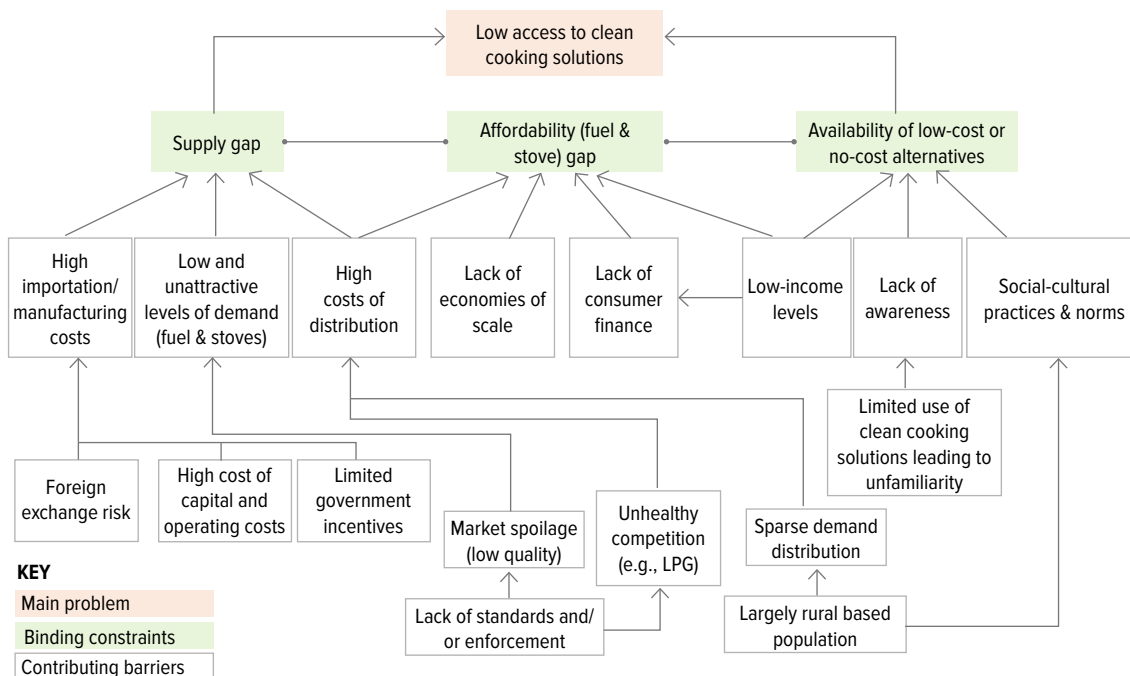 Low access to clean
cooking solutions
Supply gap
Affordability (fuel &
stove) gap
Availability of low-cost or
no-cost alternatives
High
importation/
manufacturing
costs
Low and
unattractive
levels of demand
(fuel & stoves)
High
costs of
distribution
Lack of
economies of
scale
Lack of
consumer
finance
Low-income
levels
Lack of
awareness
Social-cultural
practices & norms
Foreign
exchange risk
High cost of
capital and
operating costs
Limited
government
incentives
Market spoilage
(low quality)
Unhealthy
competition
(e.g., LPG)
Sparse demand
distribution
Limited use of
clean cooking
solutions leading to
unfamiliarity
Lack of standards and/
or enforcement
Largely rural based
population
KEY
Main problem
Binding constraints
Contributing barriers